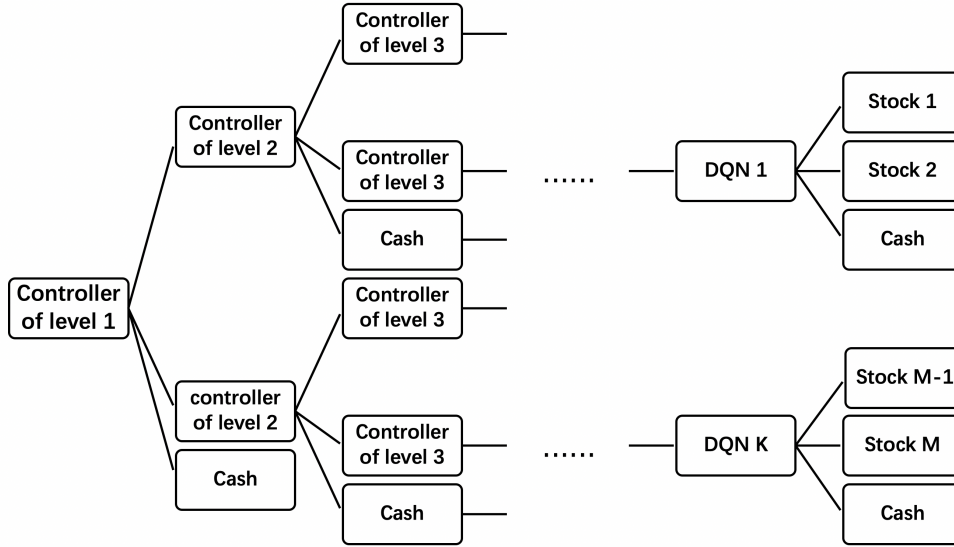 Controller
of level 1
Controller
of level 2
controller
of level 2
Cash
Controller
of level 3
Controller
of level 3
Cash
Controller
of level 3
Controller
of level 3
Cash
......
......
DQN 1
DQN K
Stock 1
Stock 2
Cash
Stock M-1
Stock M
Cash